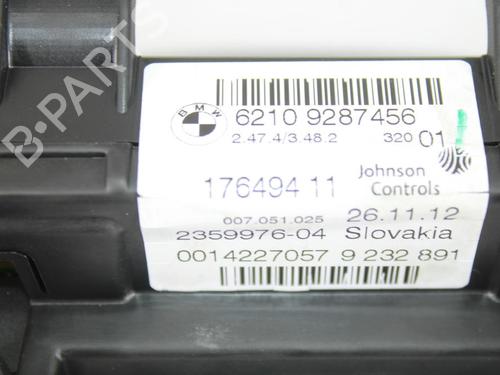 B-PARTS
BMW
6210 9287456
2.47.4/3.48.2 320 01
176494 11 Johnson Controls
007.051.025 26.11.12
2359976-04 Slovakia
0014227057 9 232 891